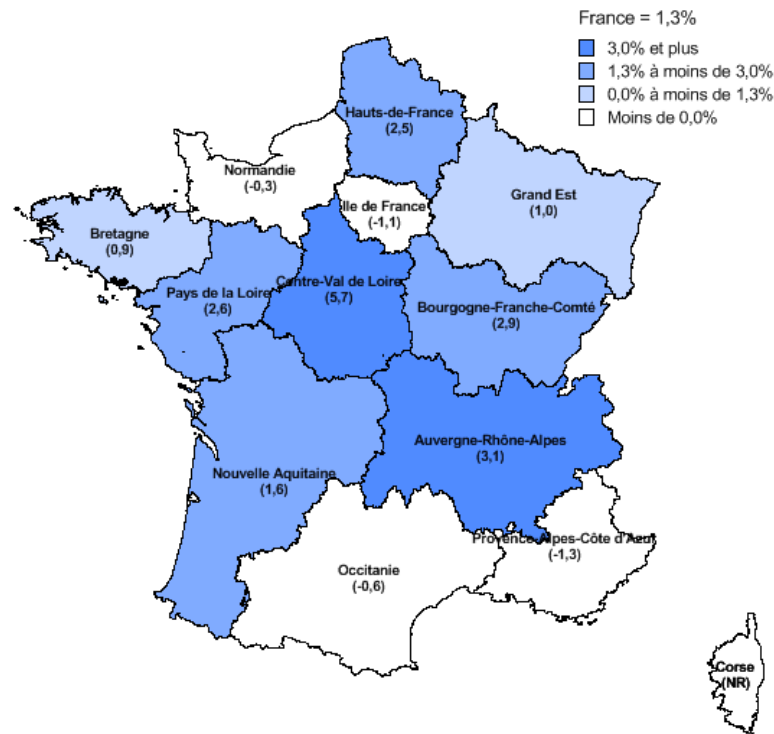 France = 1,3%
3,0% et plus
1,3% à moins de 3,0%
0,0% à moins de 1,3%
Moins de 0,0%
Hauts-de-France
(2,5)
Normandie
(-0,3)
Ile de France
(-1,1)
Grand Est
(1,0)
Bretagne
(0,9)
Pays de la Loire
(2,6)
Centre-Val de Loire
(5,7)
Bourgogne-Franche-Comté
(2,9)
Auvergne-Rhône-Alpes
(3,1)
Nouvelle Aquitaine
(1,6)
Provence-Alpes-Côte d'Azur
(-1,3)
Occitanie
(-0,6)
Corse
(NR)